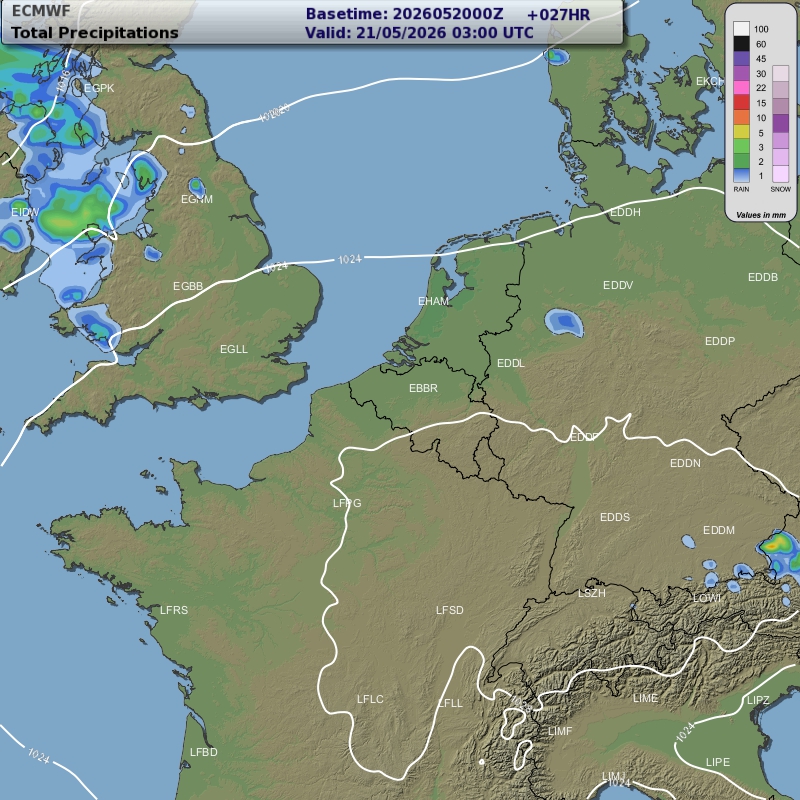 ECMWF
Total Precipitations
Basetime: 2026052000Z +027HR
Valid: 21/05/2026 03:00 UTC
100
60
45
30
22
15
10
5
3
2
1
RAIN
SNOW
Values in mm
1016
EGPK
EKCH
EIDW
EGNM
EDDH
1024
1024
EGBB
EDDV
EDDB
EHAM
EGLL
EDDP
EDDL
EBBR
EDDF
EDDN
LFPG
EDDS
EDDM
LSZH
LOWI
LFRS
LFSD
LFLC
LFLL
LIME
LIPZ
LIMF
1024
LFBD
1024
LIPE
LIMJ
1024